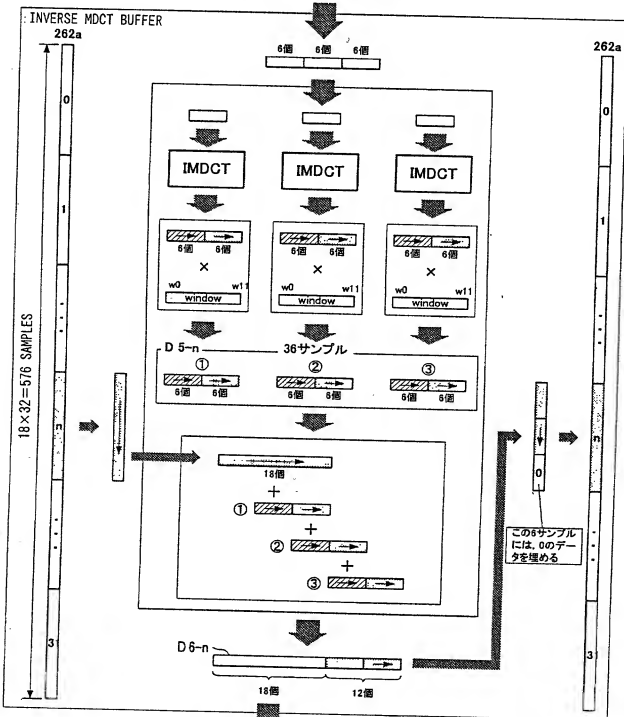 INVERSE MDCT BUFFER
262a
262a
6個 6個 6個
0
0
IMDCT
IMDCT
IMDCT
1
1
6個 6個
6個 6個
6個 6個
×
×
×
w0 w11
w0 w11
w0 w11
window
window
window
D 5-n
36サンプル
① ② ③
6個 6個
6個 6個
6個 6個
18×32=576 SAMPLES
n
n
0
18個
+
①
+
②
+
③
この6サンプル
には、0のデー
タを埋める
31
31
D 6-n
18個
12個